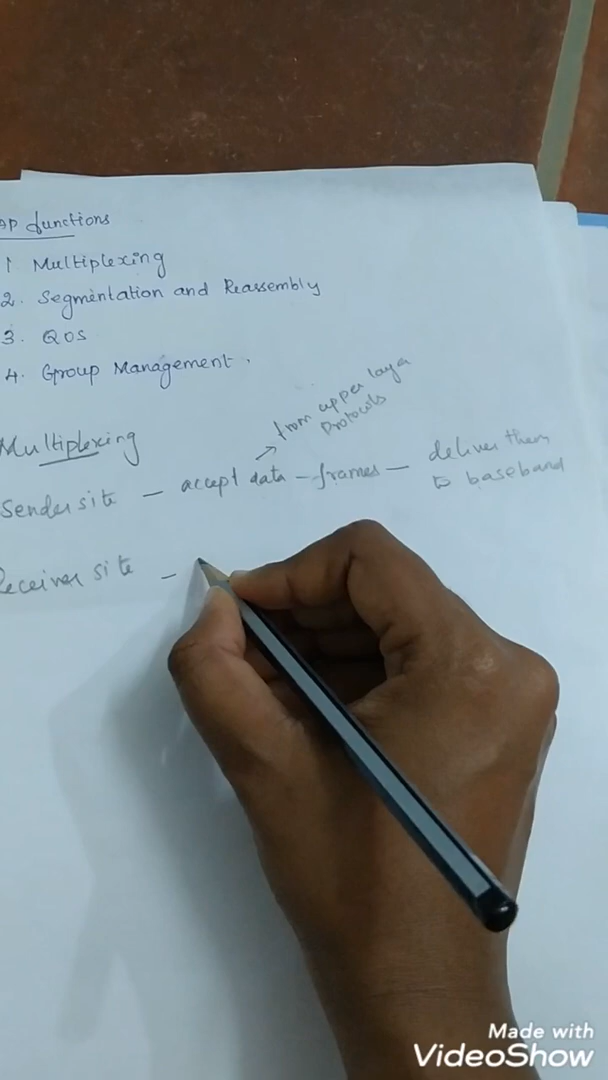 AP functions
1 Multiplexing
2. Segmentation and Reassembly
3. QOS
4. Group Management.
Multiplexing
from upper layer
Protocols
Sender site – accept data – frames – deliver them
to baseband
Receiver site –
Made with
VideoShow